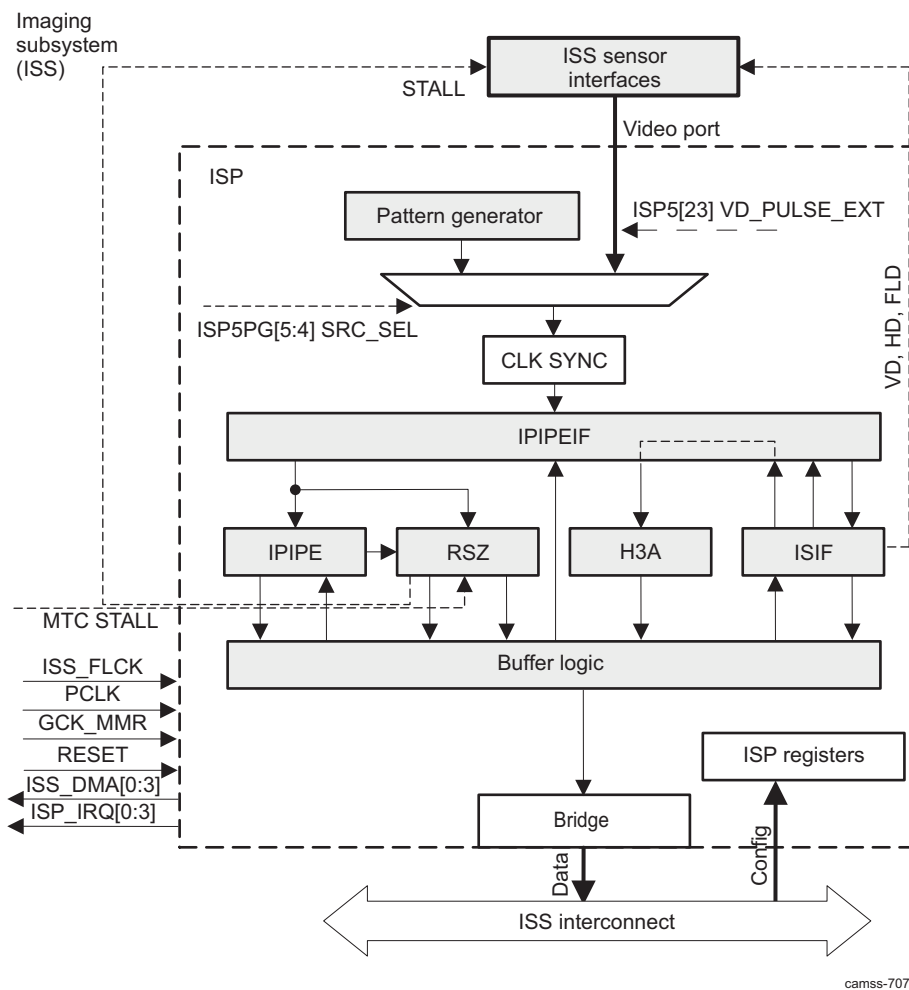 Imaging
subsystem
(ISS)
ISS sensor
interfaces
STALL
Video port
ISP
Pattern generator
ISP5[23] VD_PULSE_EXT
ISP5PG[5:4] SRC_SEL
VD, HD, FLD
CLK SYNC
IPIPEIF
IPIPE
RSZ
H3A
ISIF
MTC STALL
Buffer logic
ISS_FLCK
PCLK
GCK_MMR
RESET
ISS_DMA[0:3]
ISP_IRQ[0:3]
ISP registers
Bridge
Data
Config
ISS interconnect
camss-707